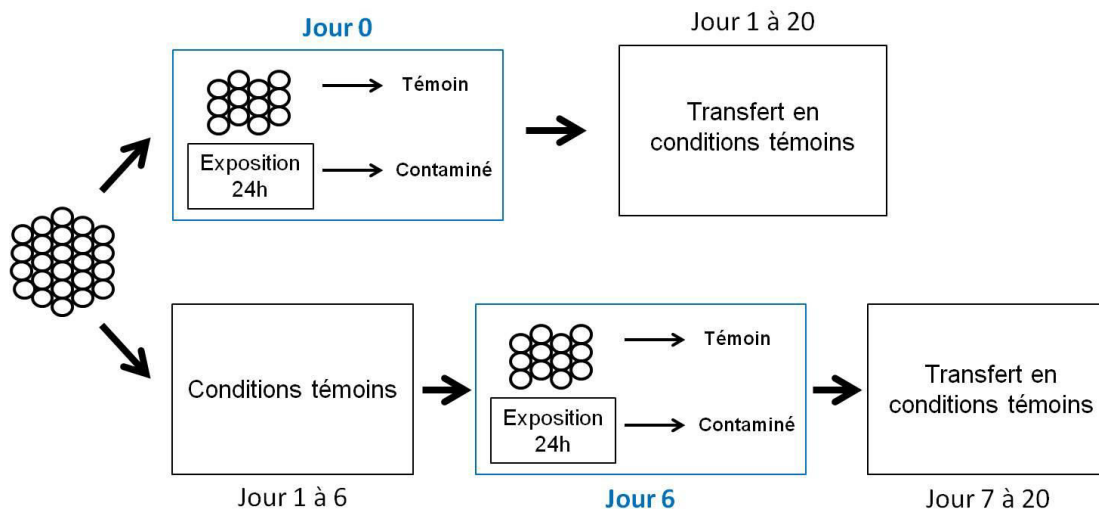 Jour 0
Témoin
Exposition
24h
Contaminé
Jour 1 à 20
Transfert en
conditions témoins
Conditions témoins
Jour 1 à 6
Témoin
Exposition
24h
Contaminé
Jour 6
Transfert en
conditions témoins
Jour 7 à 20